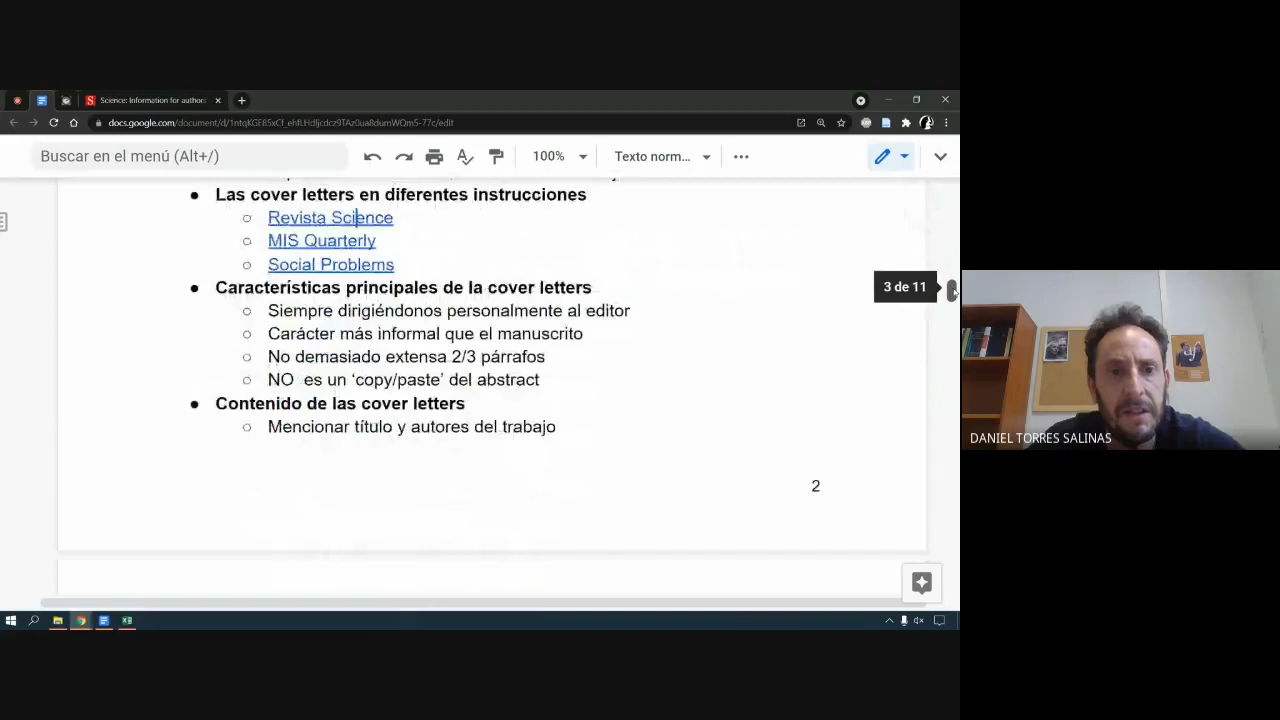 Science: Information for authors
docs.google.com/document/d/1ntqKGE85xCf_ehfLHdljcdcz9TAz0ua8dumWQm5-77c/edit
Buscar en el menú (Alt+/)
100%
Texto norm...
Las cover letters en diferentes instrucciones
Revista Science
MIS Quarterly
Social Problems
Características principales de la cover letters
3 de 11
Siempre dirigiéndonos personalmente al editor
Carácter más informal que el manuscrito
No demasiado extensa 2/3 párrafos
NO es un ‘copy/paste’ del abstract
Contenido de las cover letters
Mencionar título y autores del trabajo
2
DANIEL TORRES SALINAS